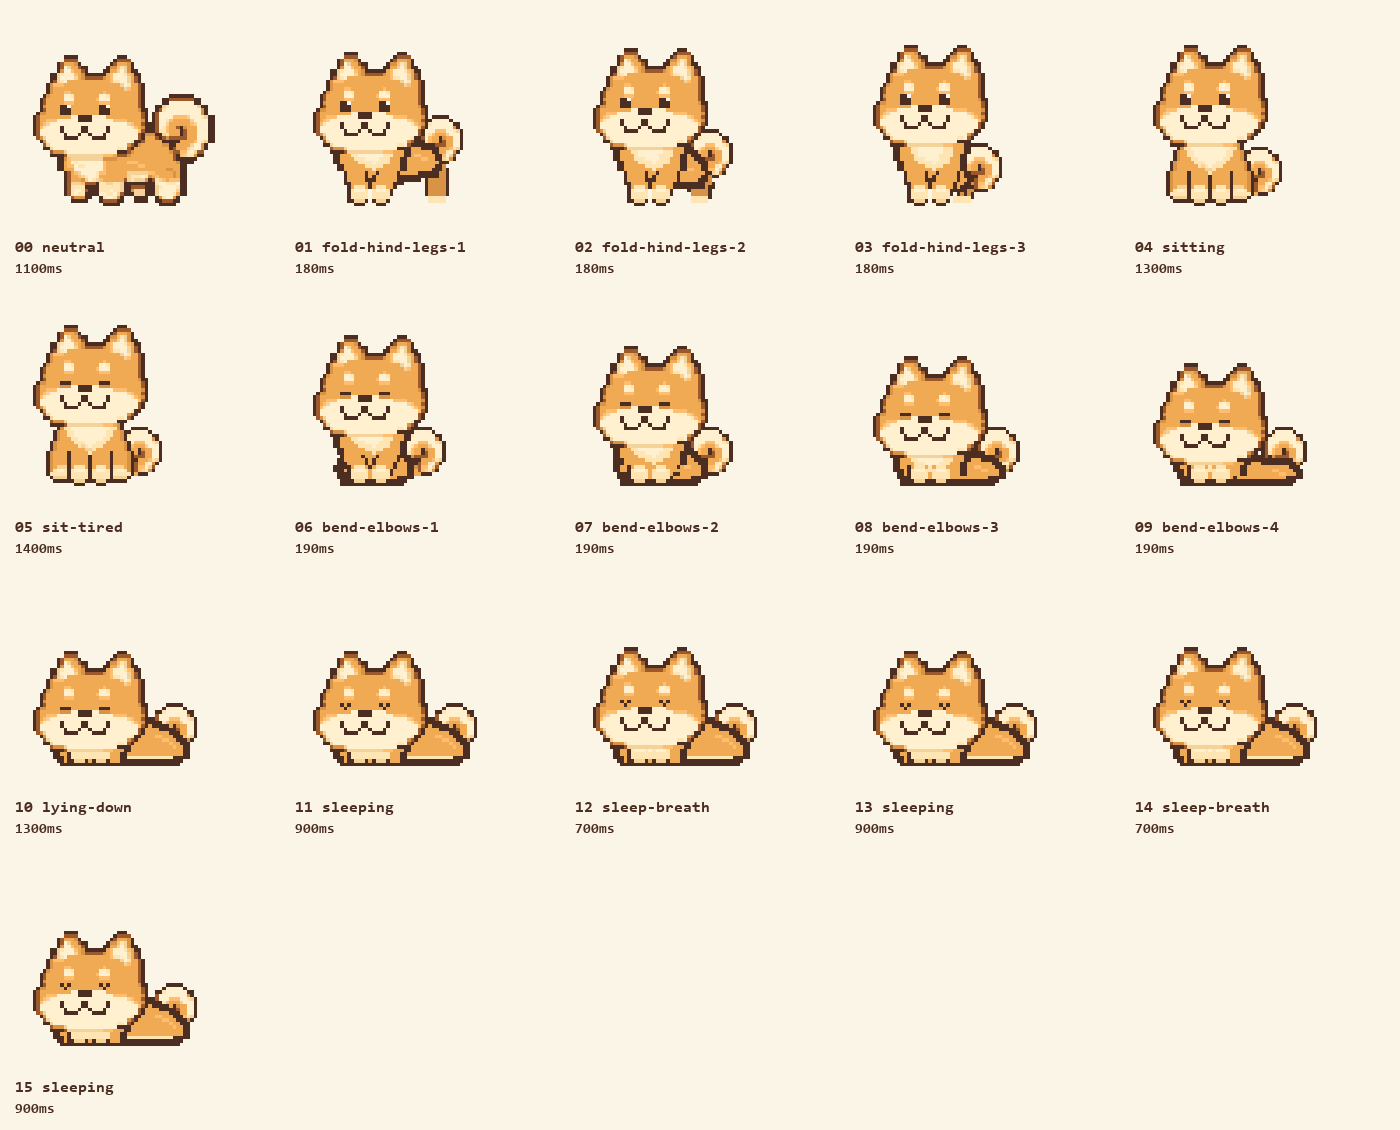 00 neutral
1100ms
01 fold-hind-legs-1
180ms
02 fold-hind-legs-2
180ms
03 fold-hind-legs-3
180ms
04 sitting
1300ms
05 sit-tired
1400ms
06 bend-elbows-1
190ms
07 bend-elbows-2
190ms
08 bend-elbows-3
190ms
09 bend-elbows-4
190ms
10 lying-down
1300ms
11 sleeping
900ms
12 sleep-breath
700ms
13 sleeping
900ms
14 sleep-breath
700ms
15 sleeping
900ms